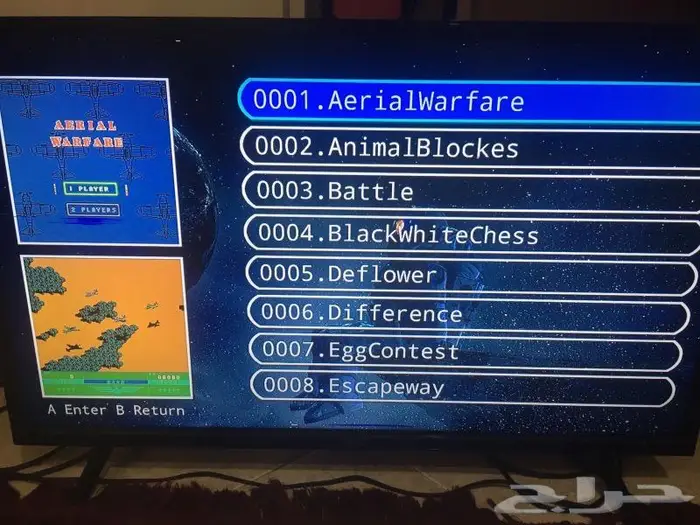 AERIAL
WARFARE
1 PLAYER
2 PLAYERS
A Enter B Return
0001.AerialWarfare
0002.AnimalBlockes
0003.Battle
0004.BlackWhiteChess
0005.Deflower
0006.Difference
0007.EggContest
0008.Escapeway
حراج